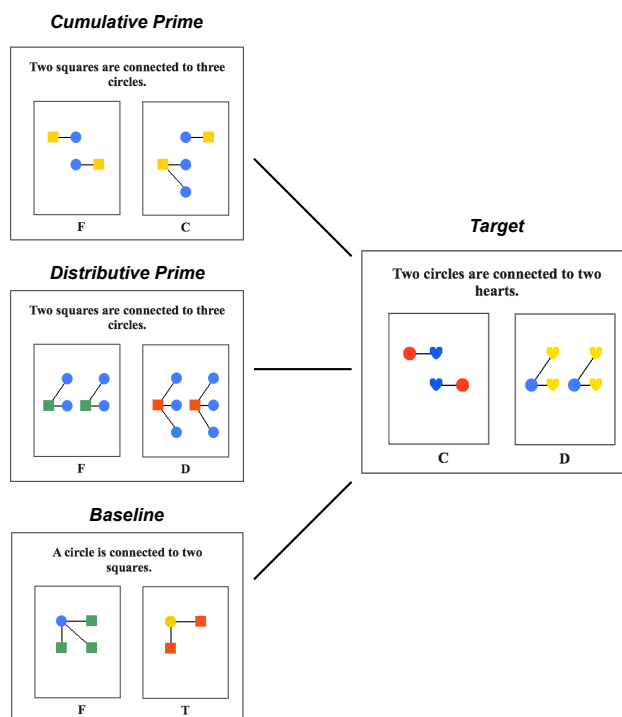 Cumulative Prime
Two squares are connected to three
circles.
F
C
Distributive Prime
Two squares are connected to three
circles.
F
D
Baseline
A circle is connected to two
squares.
F
T
Target
Two circles are connected to two
hearts.
C
D